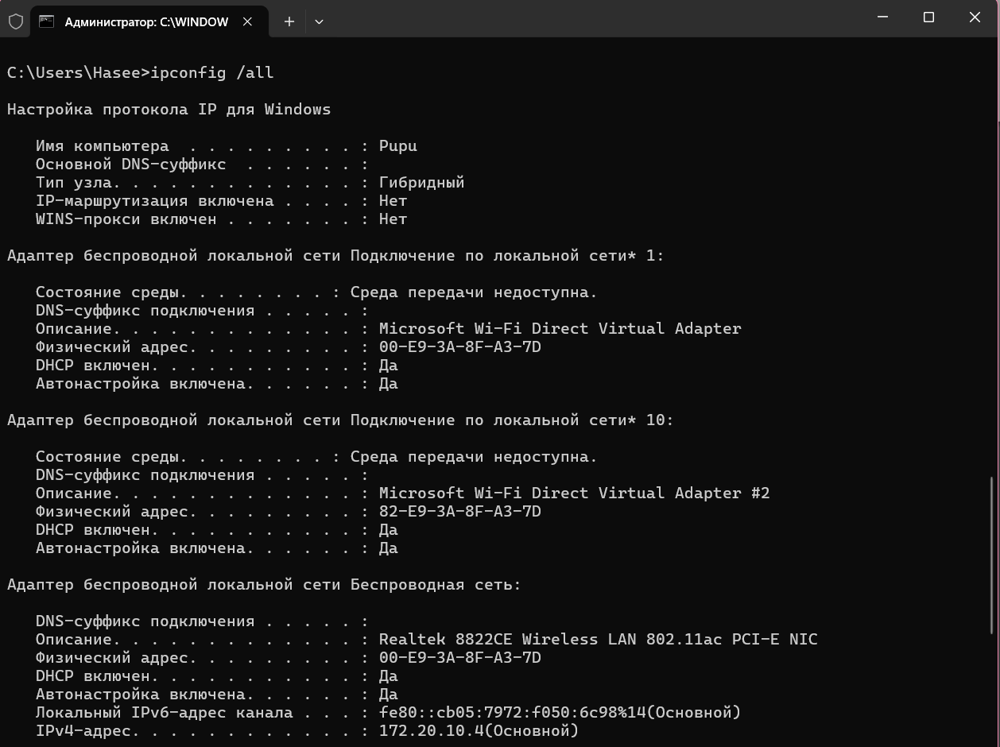 Администратор: C:\WINDOW
C:\Users\Hasee>ipconfig /all
Настройка протокола IP для Windows
Имя компьютера  . . . . . . . . . : Pupu
Основной DNS-суффикс  . . . . . . :
Тип узла. . . . . . . . . . . . . : Гибридный
IP-маршрутизация включена . . . . : Нет
WINS-прокси включен . . . . . . . : Нет
Адаптер беспроводной локальной сети Подключение по локальной сети* 1:
Состояние среды. . . . . . . . : Среда передачи недоступна.
DNS-суффикс подключения . . . . . :
Описание. . . . . . . . . . . . . : Microsoft Wi-Fi Direct Virtual Adapter
Физический адрес. . . . . . . . . : 00-E9-3A-8F-A3-7D
DHCP включен. . . . . . . . . . . : Да
Автонастройка включена. . . . . . : Да
Адаптер беспроводной локальной сети Подключение по локальной сети* 10:
Состояние среды. . . . . . . . : Среда передачи недоступна.
DNS-суффикс подключения . . . . . :
Описание. . . . . . . . . . . . . : Microsoft Wi-Fi Direct Virtual Adapter #2
Физический адрес. . . . . . . . . : 82-E9-3A-8F-A3-7D
DHCP включен. . . . . . . . . . . : Да
Автонастройка включена. . . . . . : Да
Адаптер беспроводной локальной сети Беспроводная сеть:
DNS-суффикс подключения . . . . . :
Описание. . . . . . . . . . . . . : Realtek 8822CE Wireless LAN 802.11ac PCI-E NIC
Физический адрес. . . . . . . . . : 00-E9-3A-8F-A3-7D
DHCP включен. . . . . . . . . . . : Да
Автонастройка включена. . . . . . : Да
Локальный IPv6-адрес канала . . . : fe80::cb05:7972:f050:6c98%14(Основной)
IPv4-адрес. . . . . . . . . . . . : 172.20.10.4(Основной)